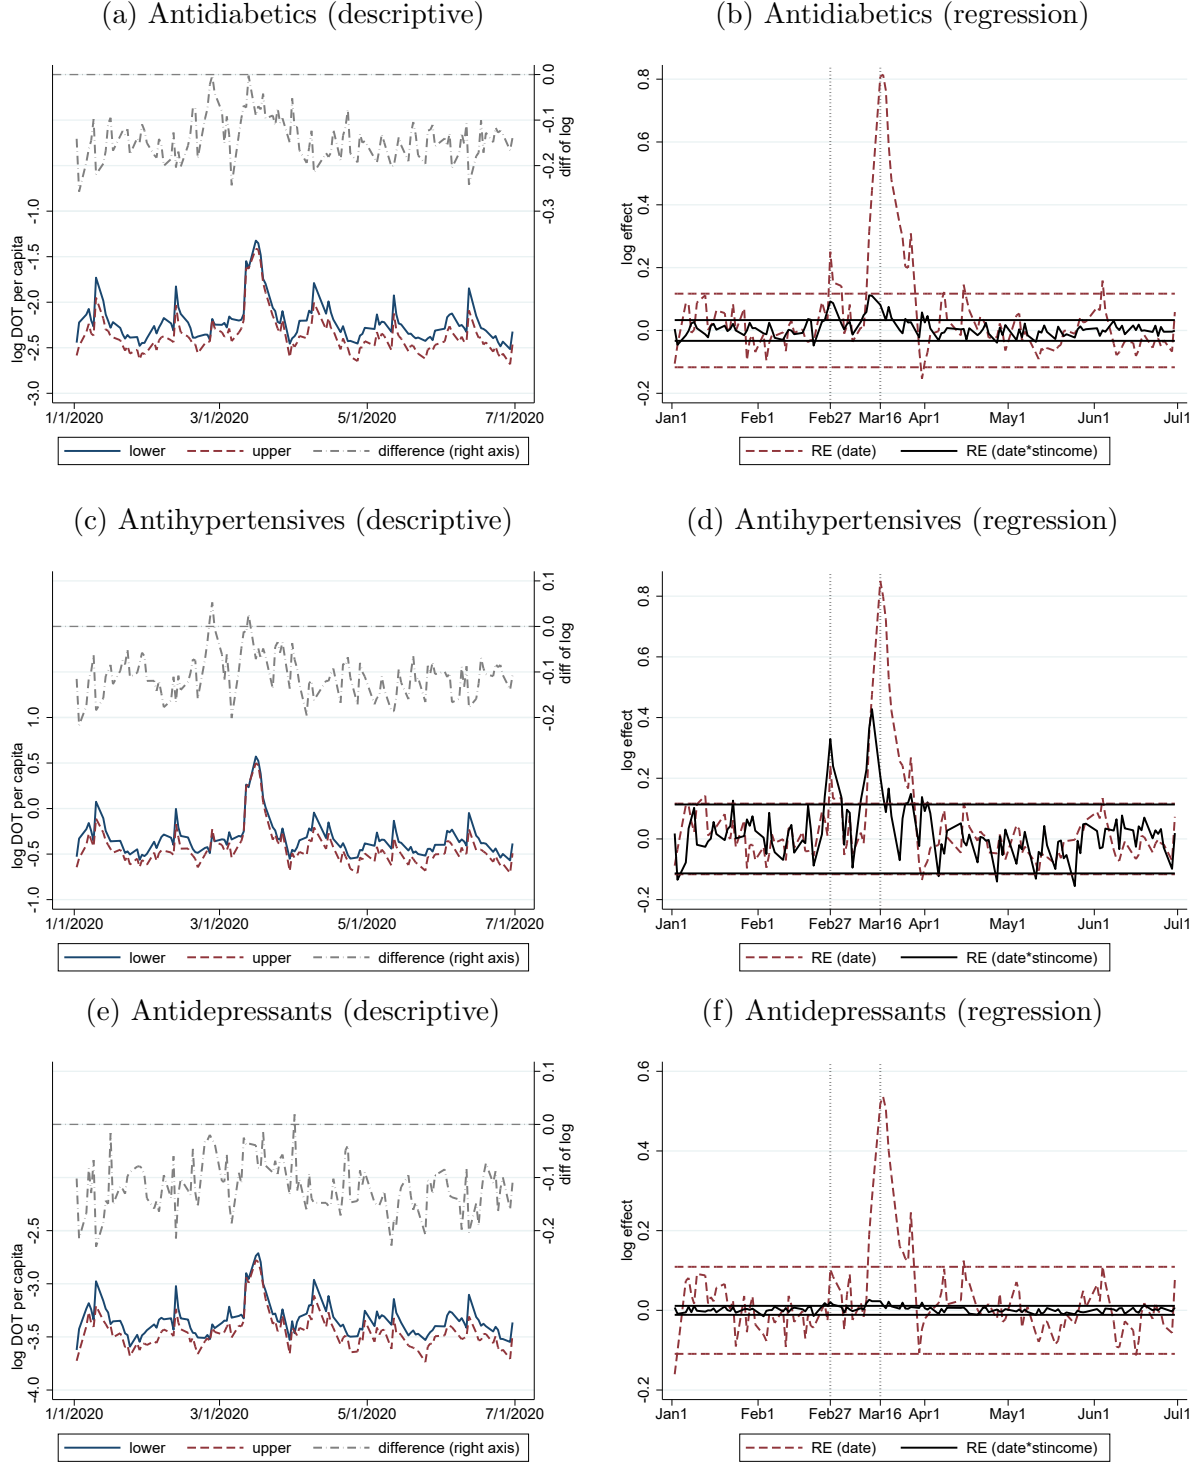 (a) Antidiabetics (descriptive)
(b) Antidiabetics (regression)
log DOT per capita
-1.0
-1.5
-2.0
-2.5
-3.0
0.0
-0.1
-0.2
-0.3
diff of log
1/1/2020 3/1/2020 5/1/2020 7/1/2020
lower upper difference (right axis)
log effect
0.8
0.6
0.4
0.2
0.0
-0.2
Jan1 Feb1 Feb27 Mar16 Apr1 May1 Jun1 Jul1
RE (date) RE (date*stincome)
(c) Antihypertensives (descriptive)
(d) Antihypertensives (regression)
log DOT per capita
1.0
0.5
0.0
-0.5
-1.0
0.1
0.0
-0.1
-0.2
diff of log
1/1/2020 3/1/2020 5/1/2020 7/1/2020
lower upper difference (right axis)
log effect
0.8
0.6
0.4
0.2
0.0
-0.2
Jan1 Feb1 Feb27 Mar16 Apr1 May1 Jun1 Jul1
RE (date) RE (date*stincome)
(e) Antidepressants (descriptive)
(f) Antidepressants (regression)
log DOT per capita
-2.5
-3.0
-3.5
-4.0
0.1
0.0
-0.1
-0.2
diff of log
1/1/2020 3/1/2020 5/1/2020 7/1/2020
lower upper difference (right axis)
log effect
0.6
0.4
0.2
0.0
-0.2
Jan1 Feb1 Feb27 Mar16 Apr1 May1 Jun1 Jul1
RE (date) RE (date*stincome)